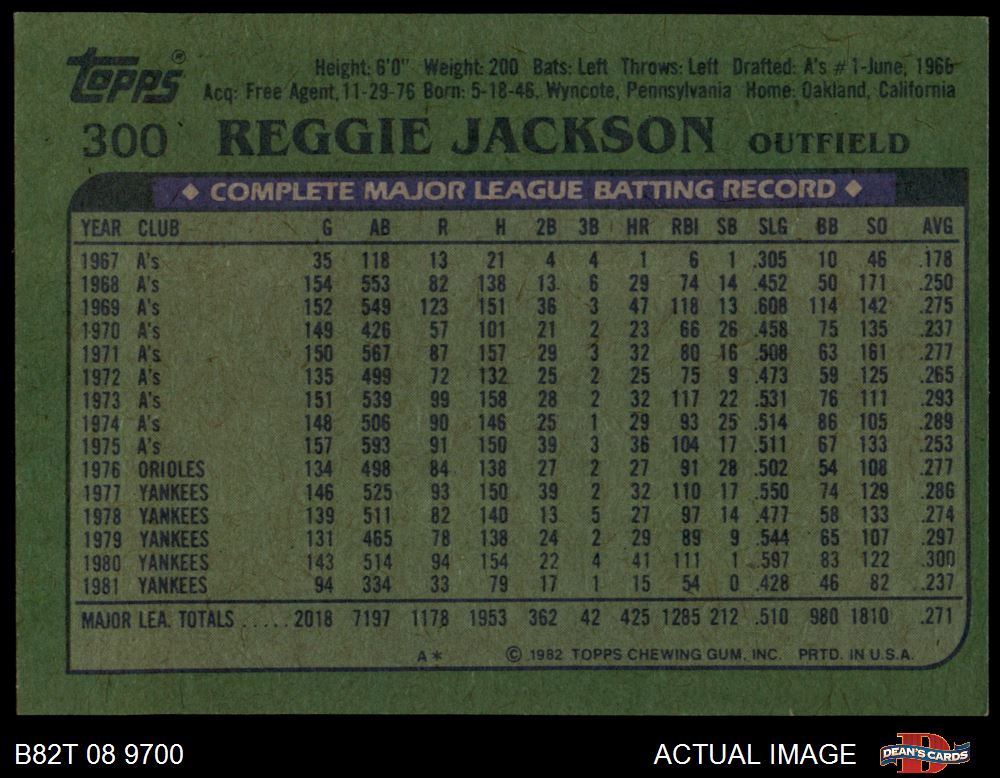 Topps® Height: 6'0" Weight: 200 Bats: Left Throws: Left Drafted: A's #1-June, 1966
Acq: Free Agent, 11-29-76 Born: 5-18-46, Wyncote, Pennsylvania Home: Oakland, California
300 REGGIE JACKSON OUTFIELD
◆ COMPLETE MAJOR LEAGUE BATTING RECORD ◆
YEAR CLUB G AB R H 2B 3B HR RBI SB SLG BB SO AVG
1967 A's 35 118 13 21 4 4 1 6 1 .305 10 46 .178
1968 A's 154 553 82 138 13 6 29 74 14 .452 50 171 .250
1969 A's 152 549 123 151 36 3 47 118 13 .608 114 142 .275
1970 A's 149 426 57 101 21 2 23 66 26 .458 75 135 .237
1971 A's 150 567 87 157 29 3 32 80 16 .508 63 161 .277
1972 A's 135 499 72 132 25 2 25 75 9 .473 59 125 .265
1973 A's 151 539 99 158 28 2 32 117 22 .531 76 111 .293
1974 A's 148 506 90 146 25 1 29 93 25 .514 86 105 .289
1975 A's 157 593 91 150 39 3 36 104 17 .511 67 133 .253
1976 ORIOLES 134 498 84 138 27 2 27 91 28 .502 54 108 .277
1977 YANKEES 146 525 93 150 39 2 32 110 17 .550 74 129 .286
1978 YANKEES 139 511 82 140 13 5 27 97 14 .477 58 133 .274
1979 YANKEES 131 465 78 138 24 2 29 89 9 .544 65 107 .297
1980 YANKEES 143 514 94 154 22 4 41 111 1 .597 83 122 .300
1981 YANKEES 94 334 33 79 17 1 15 54 0 .428 46 82 .237
MAJOR LEA. TOTALS ..... 2018 7197 1178 1953 362 42 425 1285 212 .510 980 1810 .271
A* © 1982 TOPPS CHEWING GUM, INC. PRTD. IN U.S.A.
B82T 08 9700 ACTUAL IMAGE D DEAN'S CARDS